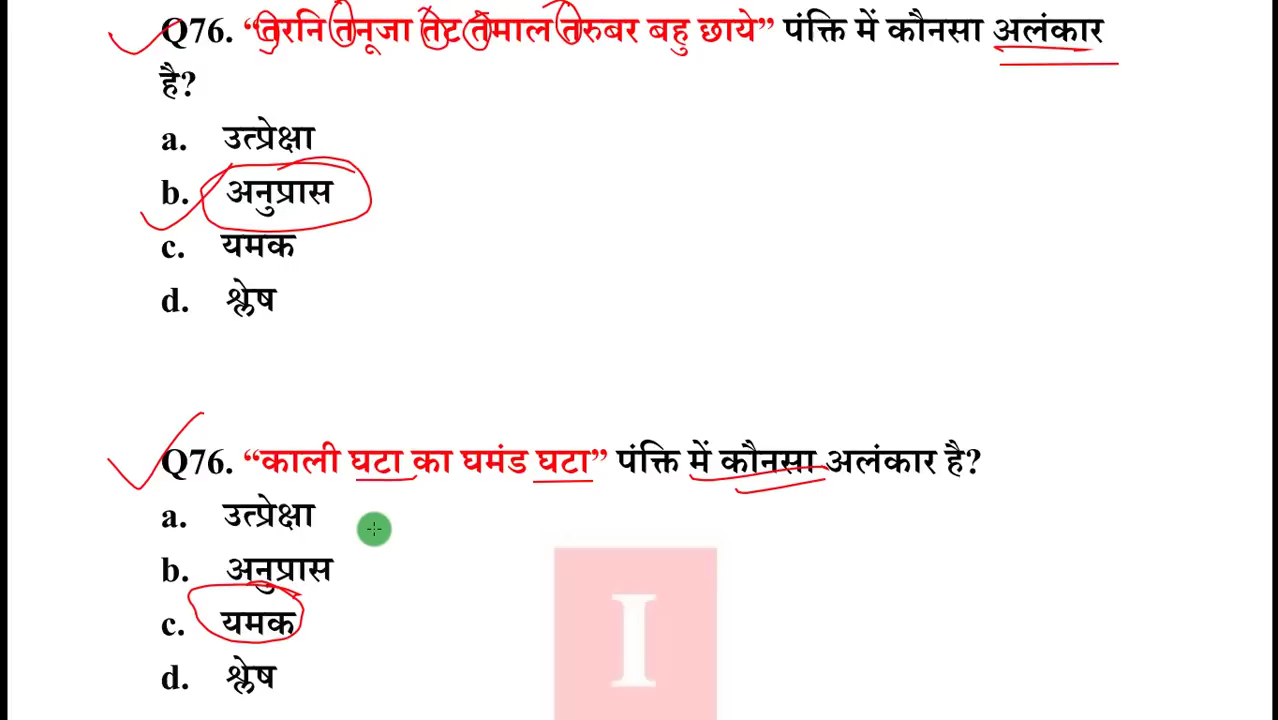 Q76. “तरनि तनूजा तट तमाल तरुबर बहु छाये” पंक्ति में कौनसा अलंकार
है?
a. उत्प्रेक्षा
b. अनुप्रास
c. यमक
d. श्लेष
Q76. “काली घटा का घमंड घटा” पंक्ति में कौनसा अलंकार है?
a. उत्प्रेक्षा
b. अनुप्रास
c. यमक
d. श्लेष
I